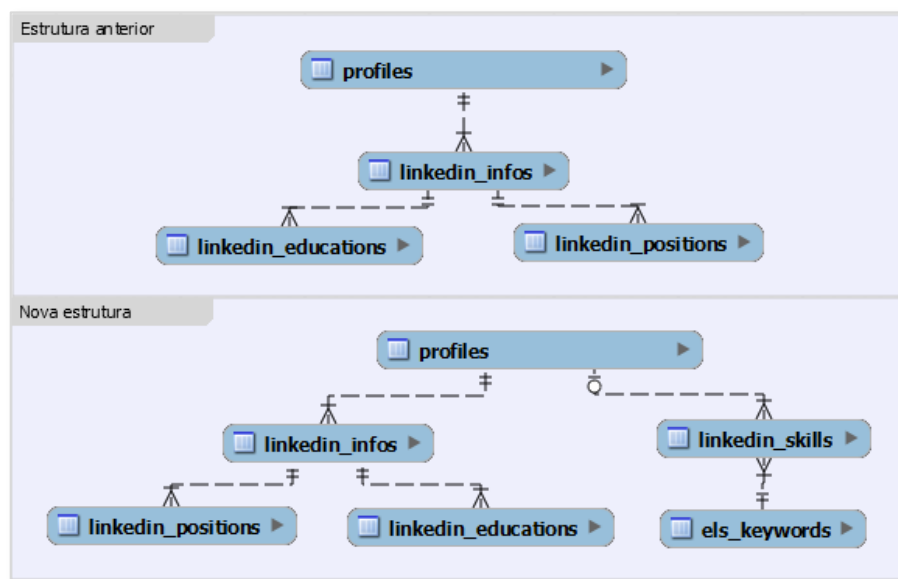 Estrutura anterior
profiles
linkedin_infos
linkedin_educations
linkedin_positions
Nova estrutura
profiles
linkedin_infos
linkedin_skills
linkedin_positions
linkedin_educations
els_keywords